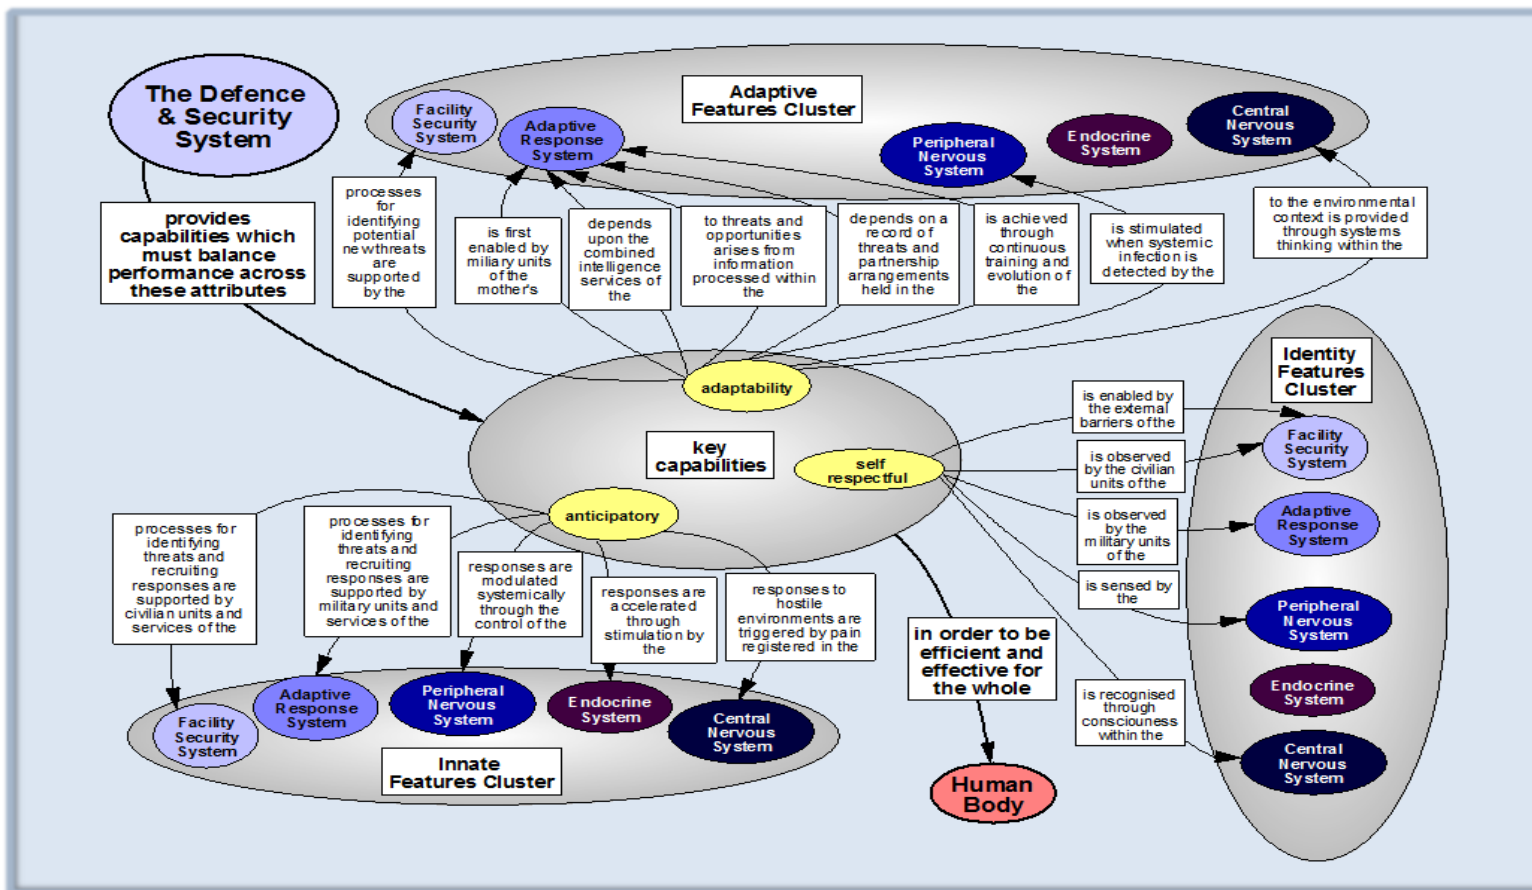 The Defence
& Security
System
provides
capabilities which
must balance
performance across
these attributes
Adaptive
Features Cluster
Facility
Security
System
Adaptive
Response
System
Peripheral
Nervous
System
Endocrine
System
Central
Nervous
System
processes
for
identifying
potential
newthreats
are
supported
by the
is first
enabled by
miliary units
of the
mother's
depends
upon the
combined
intelligence
services of
the
to threats and
opportunities
arises from
information
processed within
the
depends on a
record of
threats and
partnership
arrangements
held in the
is achieved
through
continuous
training and
evolution of
the
is stimulated
when systemic
infection is
detected by the
to the environmental
context is provided
through systems
thinking within the
adaptability
key
capabilities
self
respectful
anticipatory
is enabled by
the external
barriers of the
is observed
by the civilian
units of the
is observed
by the
military units
of the
is sensed by
the
is recognised
through
consciouness
within the
Identity
Features
Cluster
Facility
Security
System
Adaptive
Response
System
Peripheral
Nervous
System
Endocrine
System
Central
Nervous
System
processes for
identifying
threats and
recruiting
responses are
supported by
civilian units and
services of the
processes for
identifying
threats and
recruiting
responses are
supported by
military units and
services of the
responses are
modulated
systemically
through the
control of the
responses are
accelerated
through
stimulation by
the
responses to
hostile
environments are
triggered by pain
registered in the
in order to be
efficient and
effective for
the whole
Facility
Security
System
Adaptive
Response
System
Peripheral
Nervous
System
Endocrine
System
Central
Nervous
System
Innate
Features Cluster
Human
Body